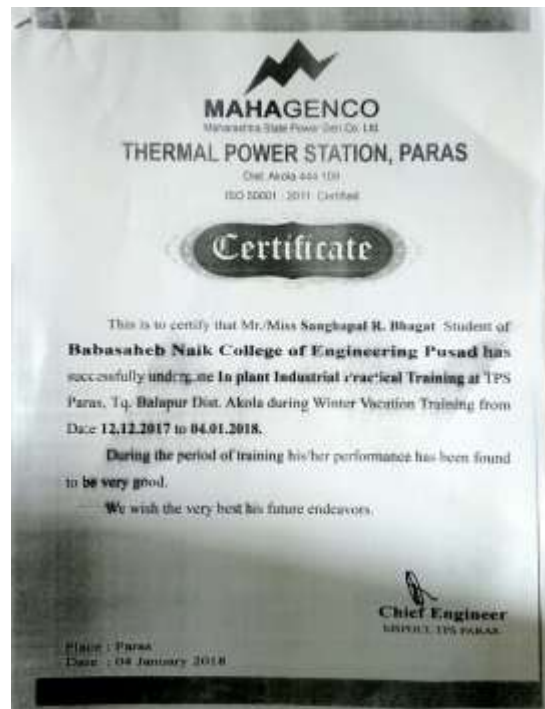 MAHAGENCO
Maharashtra State Power Gen Co. Ltd.
THERMAL POWER STATION, PARAS
Dist. Akola 444 109
ISO 50001 : 2011 Certified
Certificate
This is to certify that Mr./Miss Sanghapal R. Bhagat Student of
Babasaheb Naik College of Engineering Pusad has
successfully undergone In plant Industrial Practical Training at TPS
Paras, Tq. Balapur Dist. Akola during Winter Vacation Training from
Date 12.12.2017 to 04.01.2018.
During the period of training his/her performance has been found
to be very good.
We wish the very best his future endeavors.
Chief Engineer
TPS PARAS
Place : Paras
Date : 04 January 2018